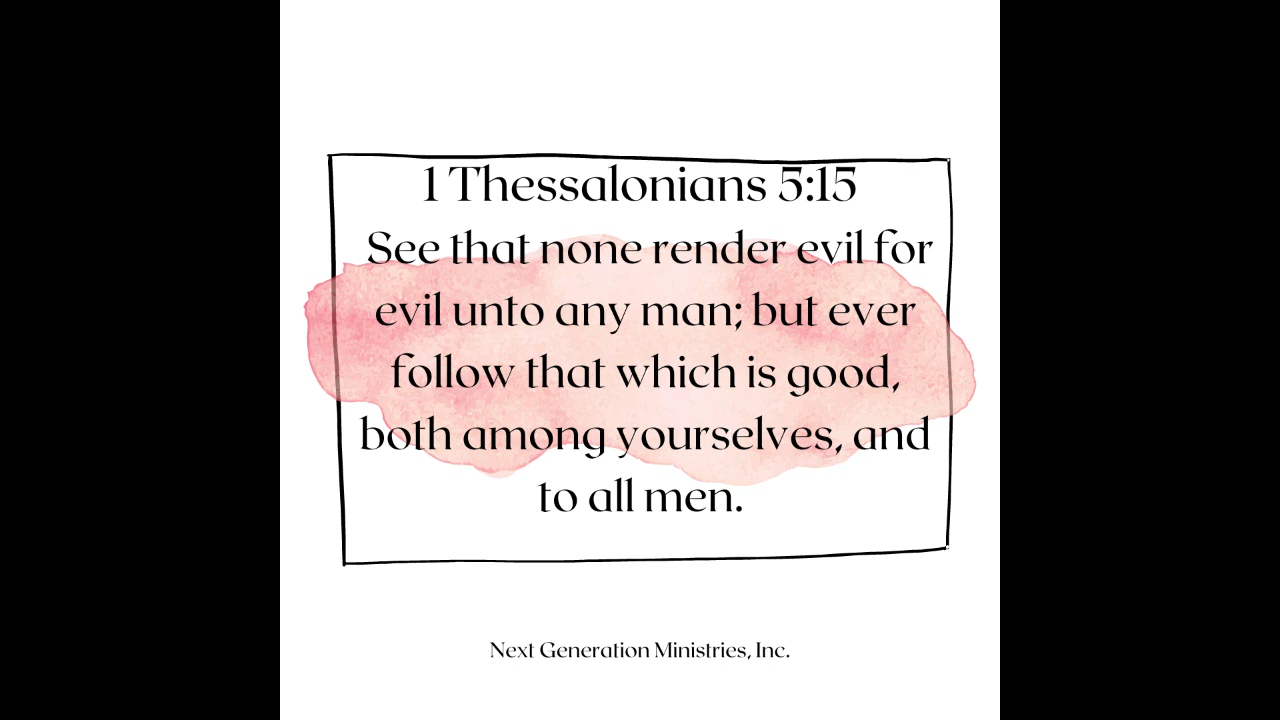 1 Thessalonians 5:15
See that none render evil for
evil unto any man; but ever
follow that which is good,
both among yourselves, and
to all men.
Next Generation Ministries, Inc.